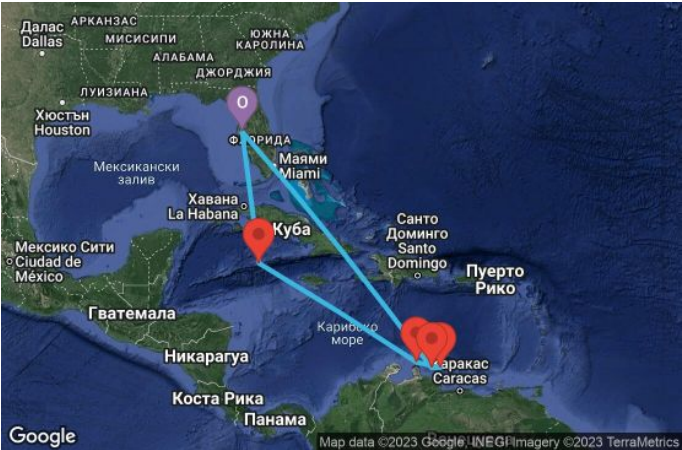 АРКАНЗАС
Далас
Dallas
МИСИСИПИ
ЮЖНА
КАРОЛИНА
АЛАБАМА
ДЖОРДЖИЯ
ЛУИЗИАНА
O
Хюстън
Houston
ФЛОРИДА
Маями
Miami
Мексикански
залив
Хавана
La Habana
Куба
Санто
Доминго
Santo
Domingo
Мексико Сити
Ciudad de
México
Пуерто
Рико
Гватемала
Карибско
море
Никарагуа
Каракас
Caracas
Коста Рика
Панама
Google
Map data ©2023 Google, INEGI Imagery ©2023 TerraMetrics